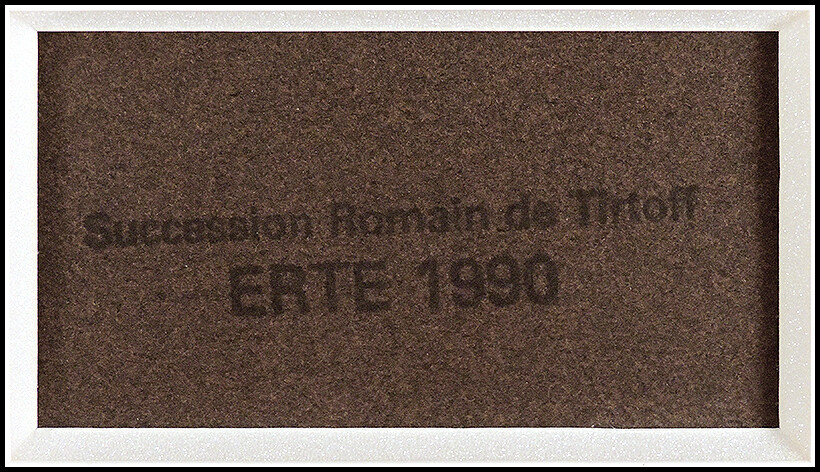 Succession Romain de Tirtoff
ERTE 1990